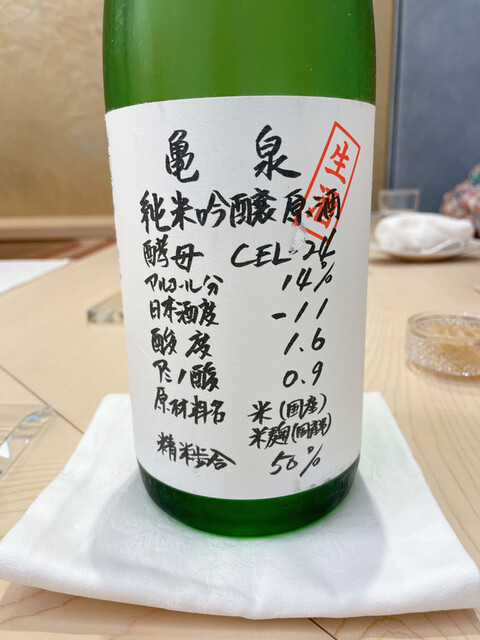 亀泉
生酒
純米吟醸原酒
酵母 CEL-24
アルコール分 14%
日本酒度 -11
酸度 1.6
アミノ酸 0.9
原材料名 米(国産)
米麹(国産米)
精米歩合 50%